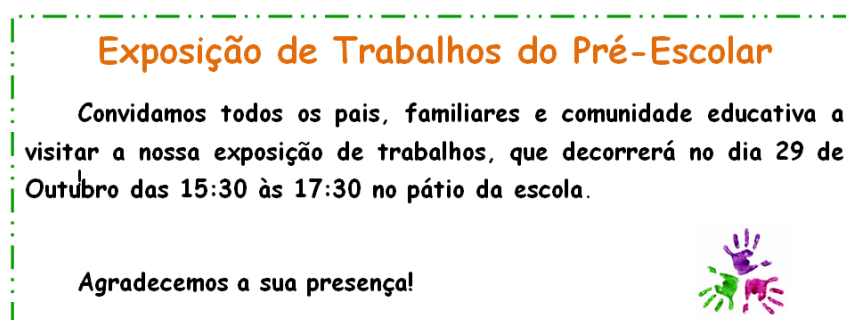 Exposição de Trabalhos do Pré-Escolar
Convidamos todos os pais, familiares e comunidade educativa a
visitar a nossa exposição de trabalhos, que decorrerá no dia 29 de
Outubro das 15:30 às 17:30 no pátio da escola.
Agradecemos a sua presença!